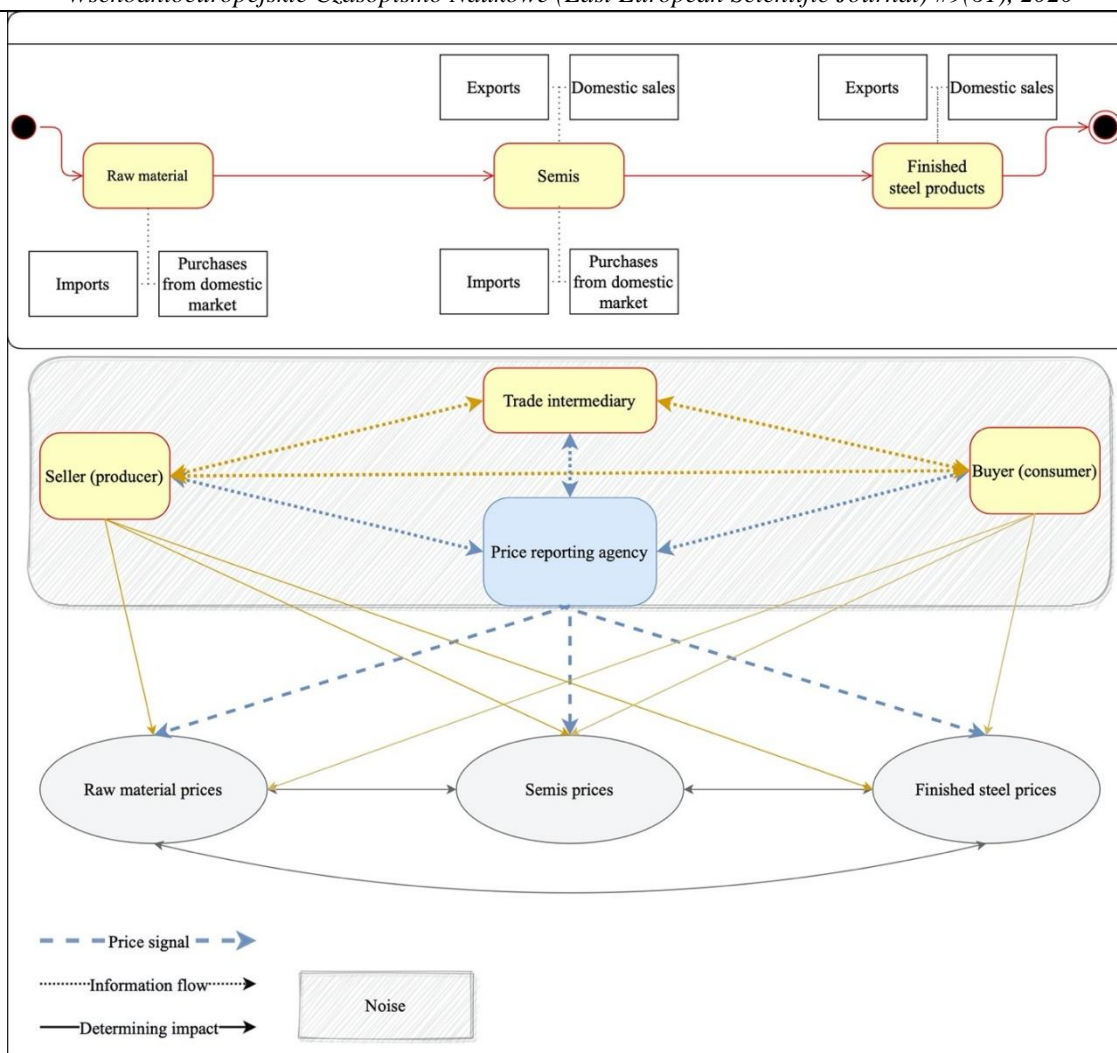 Wschodnioeuropejskie Czasopismo Naukowe (East European Scientific Journal) #9(61), 2020
Exports
Domestic sales
Exports
Domestic sales
Raw material
Semis
Finished
steel products
Imports
Purchases
from domestic
market
Imports
Purchases
from domestic
market
Trade intermediary
Seller (producer)
Buyer (consumer)
Price reporting agency
Raw material prices
Semis prices
Finished steel prices
Price signal
Information flow
Determining impact
Noise